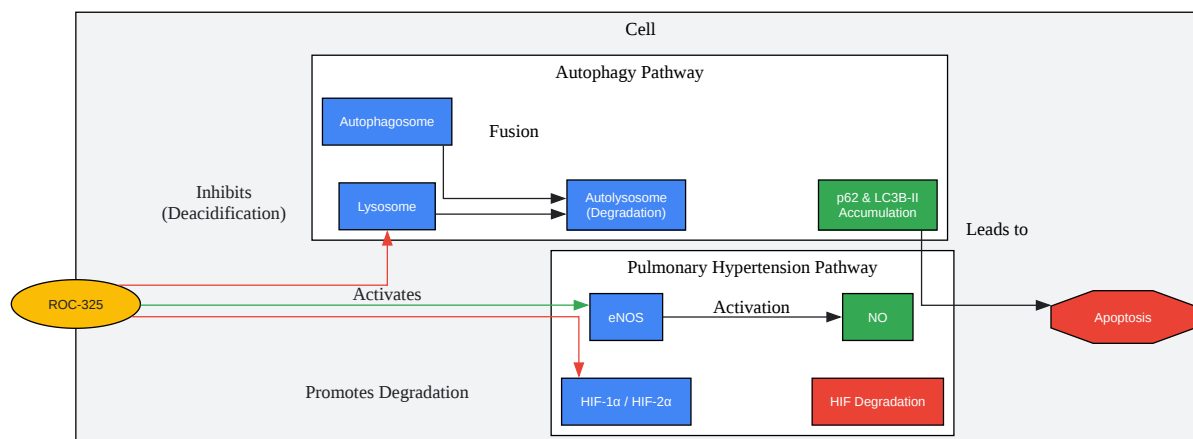 Cell
Autophagy Pathway
Autophagosome
Fusion
Inhibits
(Deacidification)
Lysosome
Autolysosome
(Degradation)
p62 & LC3B-II
Accumulation
Leads to
Pulmonary Hypertension Pathway
ROC-325
Activates
eNOS
Activation
NO
Apoptosis
Promotes Degradation
HIF-1α / HIF-2α
HIF Degradation